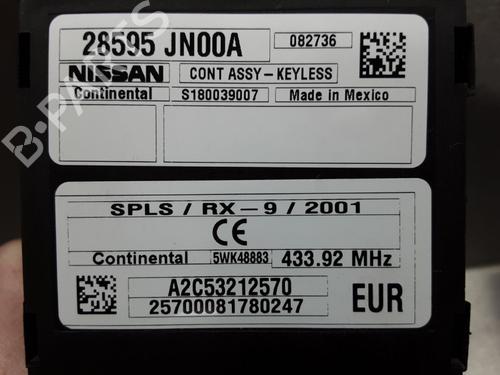 28595 JN00A
082736
NISSAN
CONT ASSY-KEYLESS
Continental
S180039007
Made in Mexico
SPLS / RX-9 / 2001
CE
Continental
5WK48883
433.92 MHz
A2C53212570
25700081780247
EUR
B-PARTS